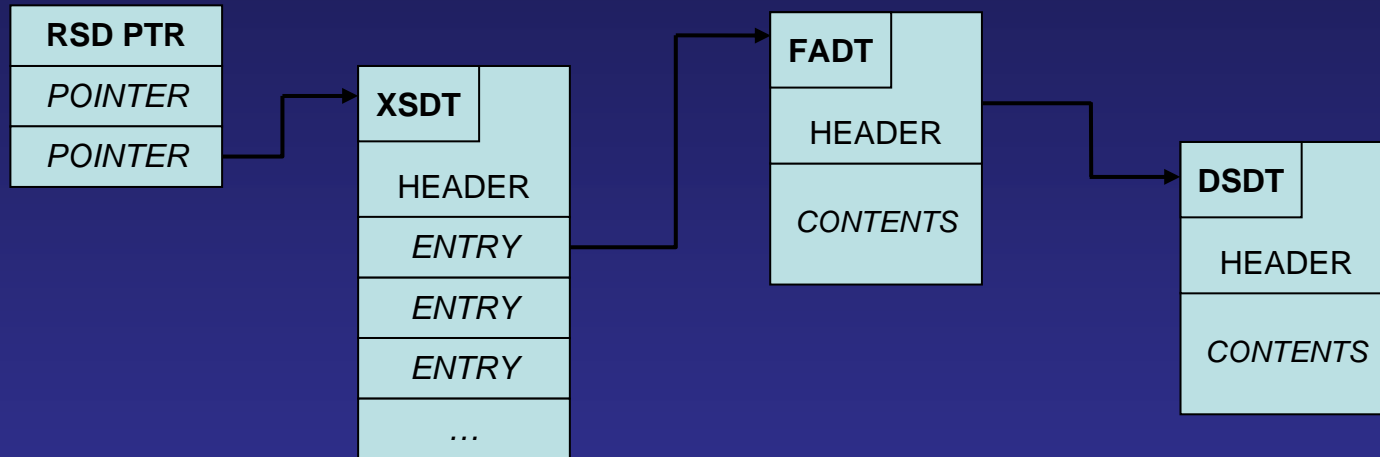 RSD PTR
POINTER
POINTER
XSDT
HEADER
ENTRY
ENTRY
ENTRY
...
FADT
HEADER
CONTENTS
DSDT
HEADER
CONTENTS